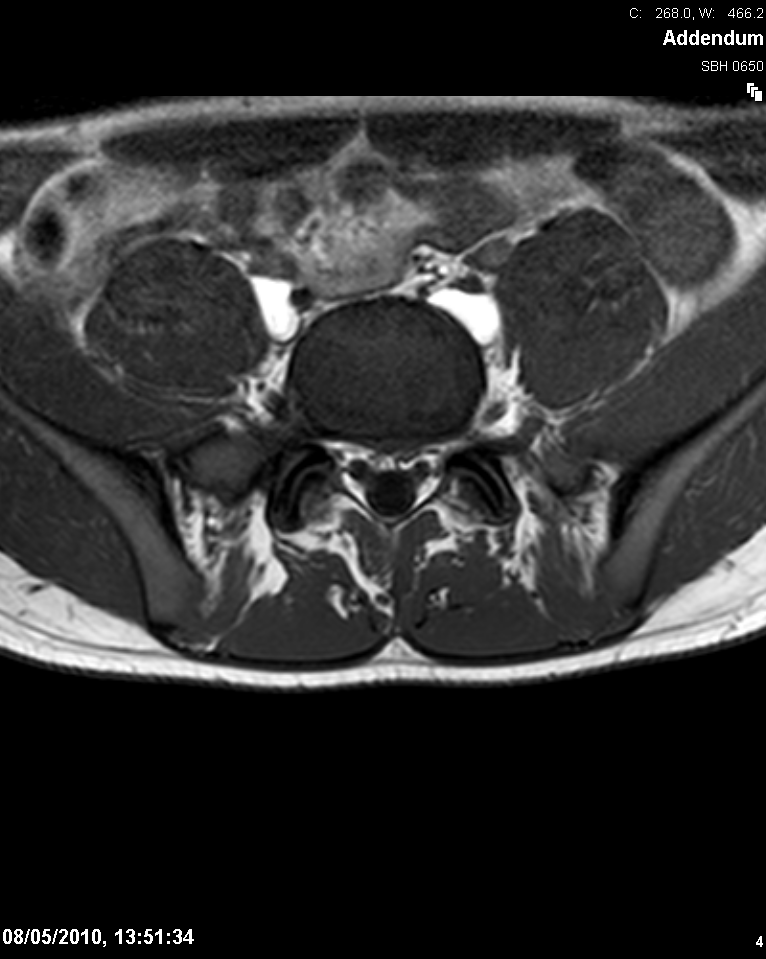 C: 268.0, W: 466.2
Addendum
SBH 0650
08/05/2010, 13:51:34
4